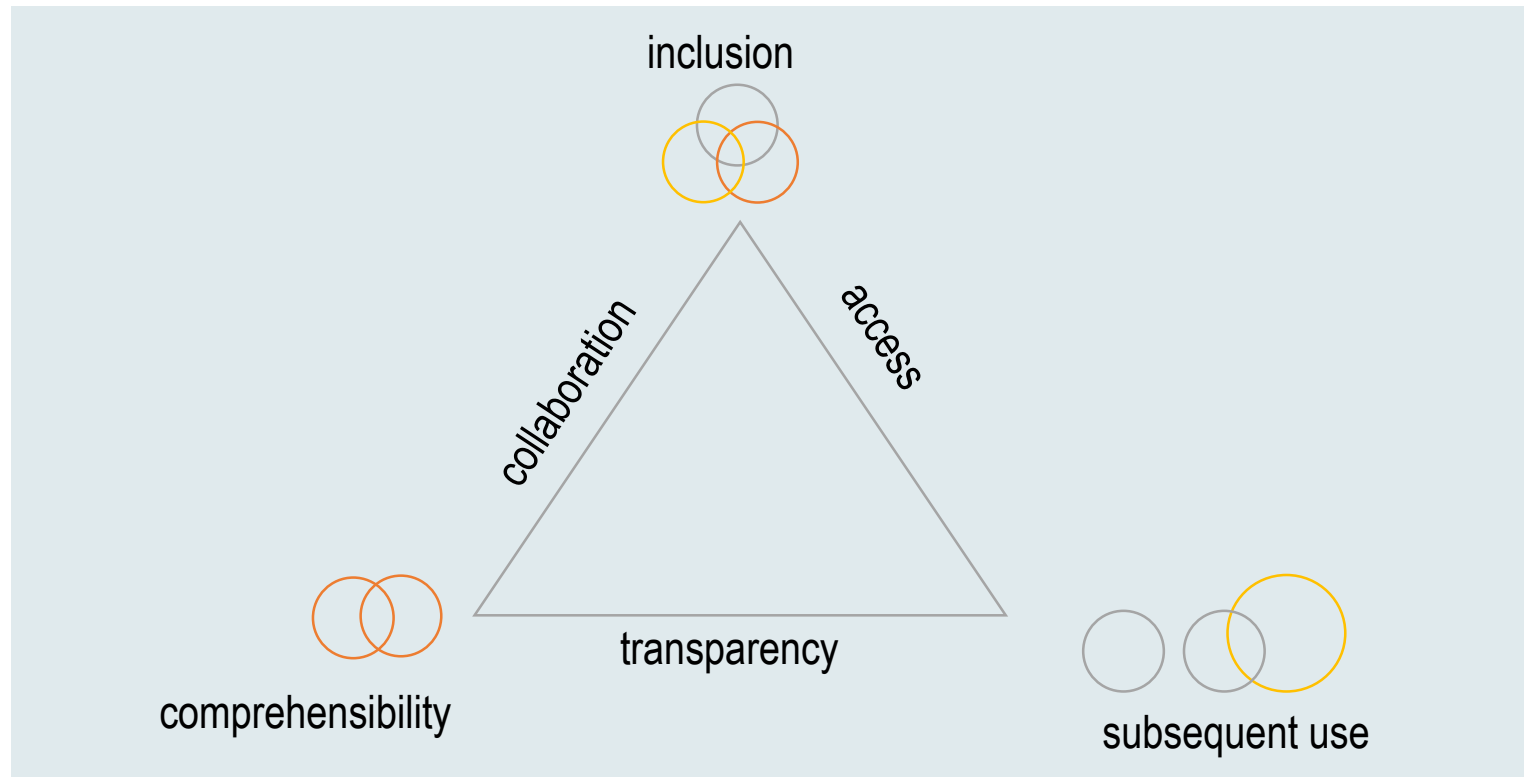 inclusion
collaboration
access
transparency
comprehensibility
subsequent use